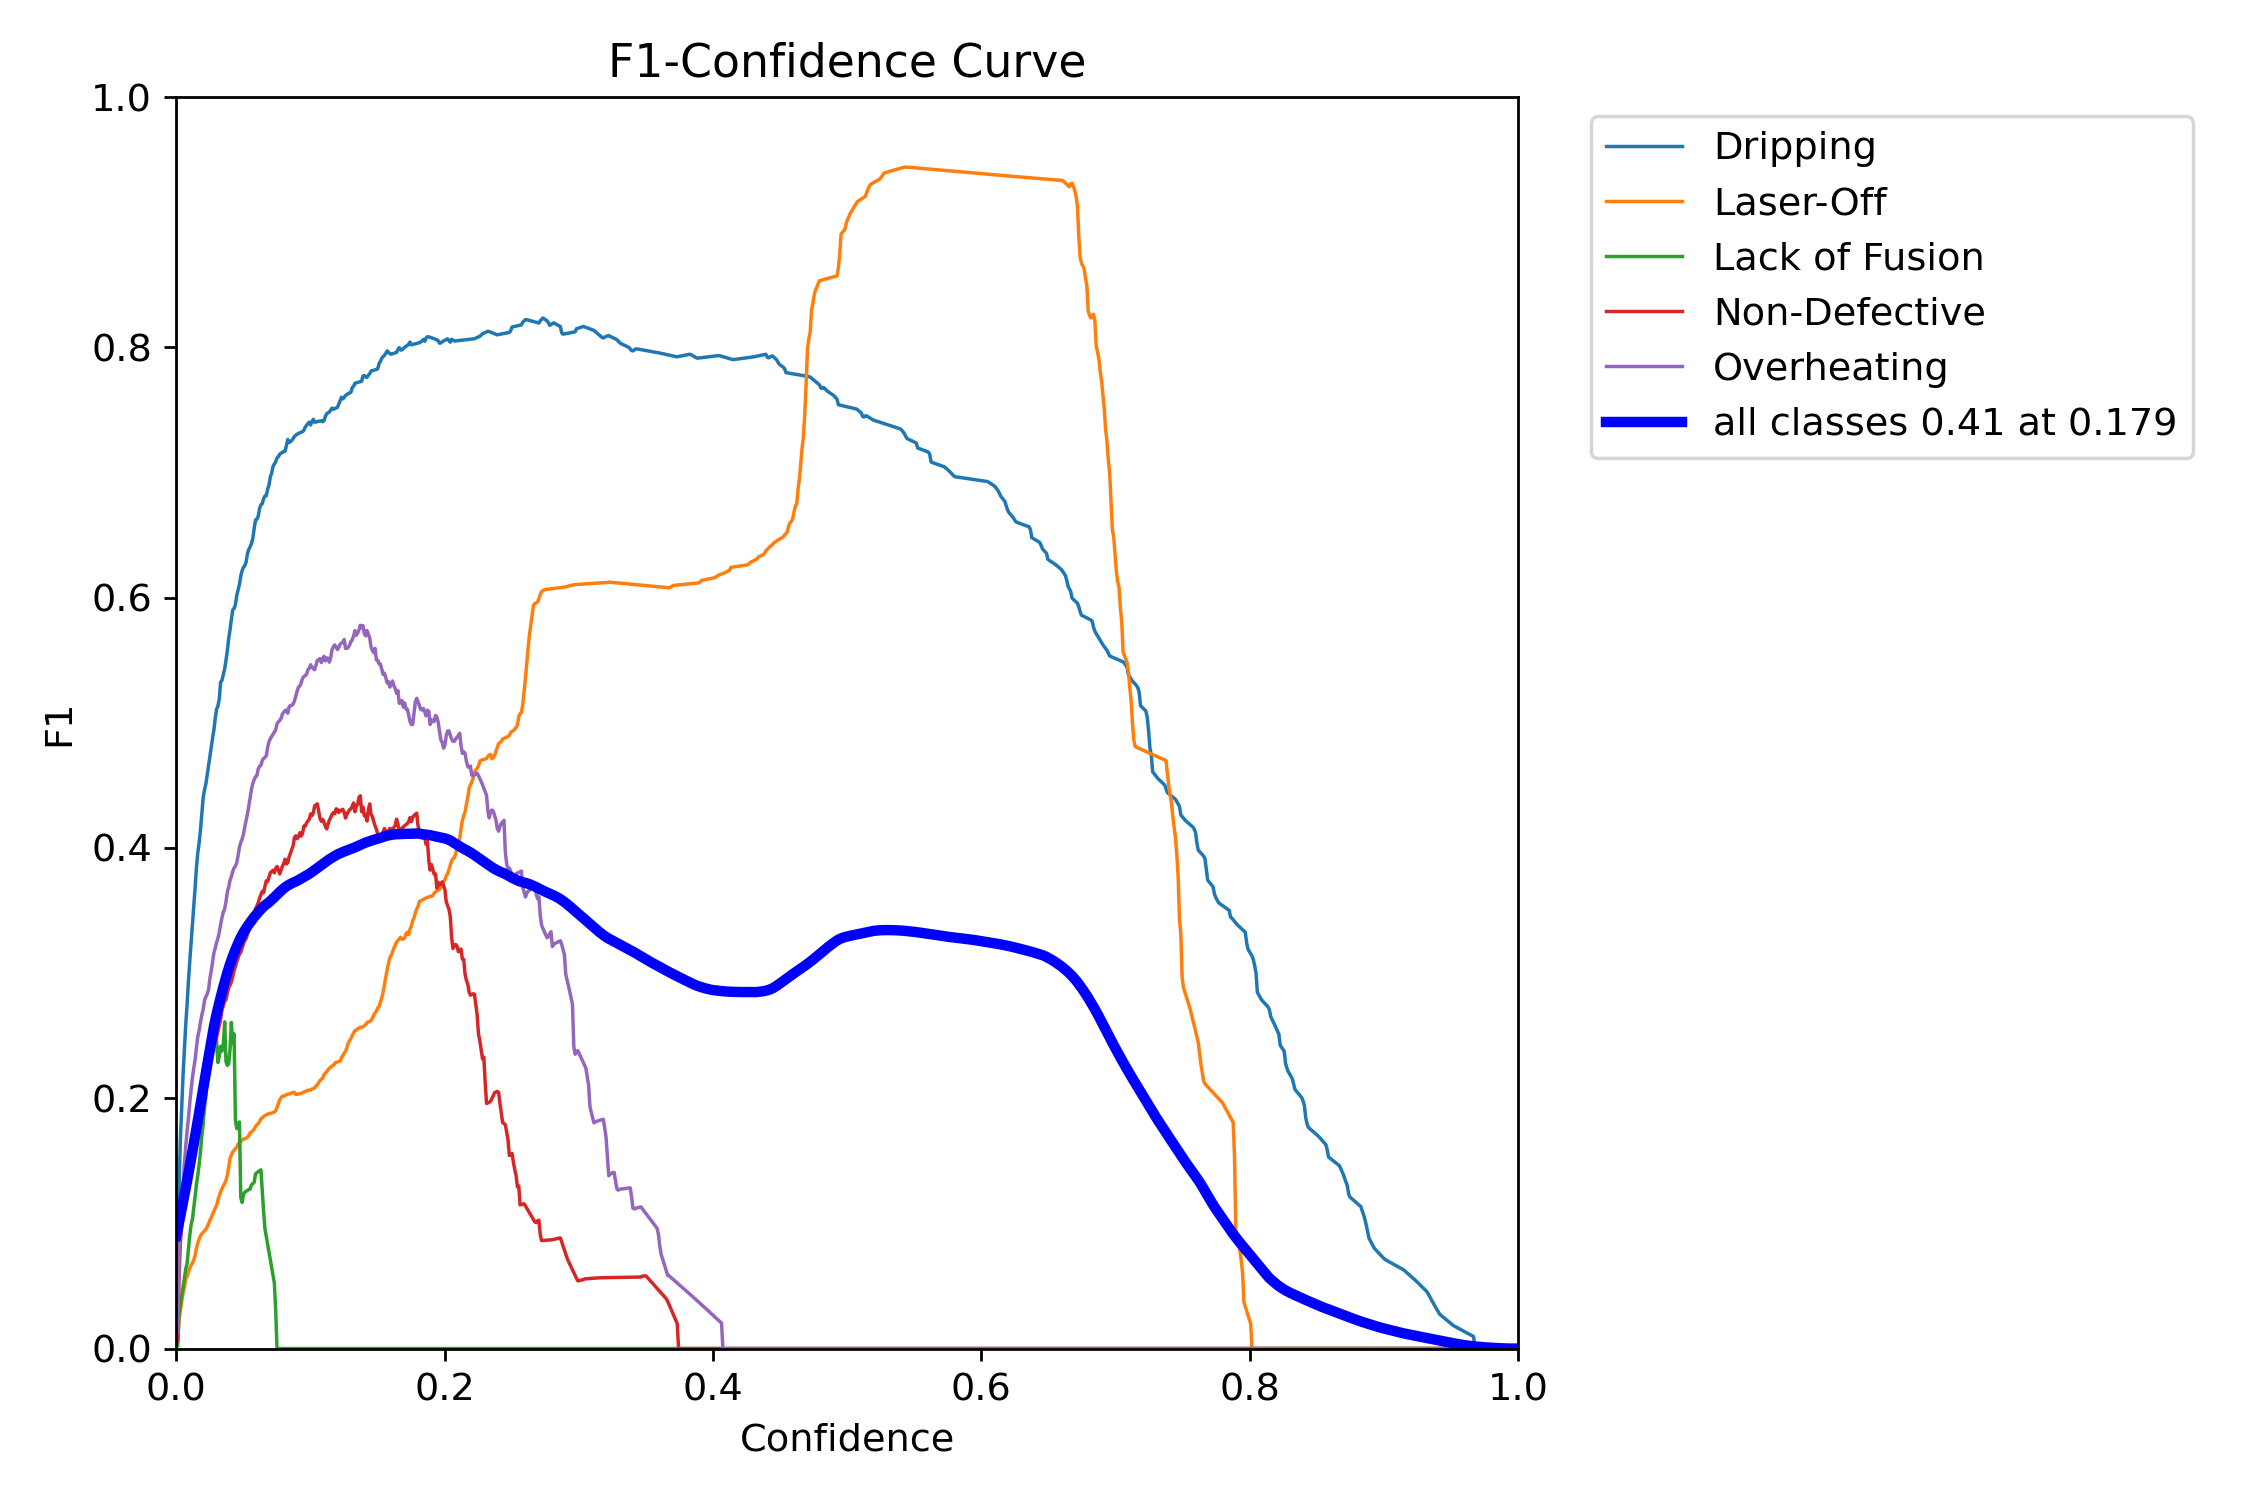 F1-Confidence Curve
1.0
0.8
0.6
0.4
0.2
0.0
F1
0.0 0.2 0.4 0.6 0.8 1.0
Confidence
Dripping
Laser-Off
Lack of Fusion
Non-Defective
Overheating
all classes 0.41 at 0.179